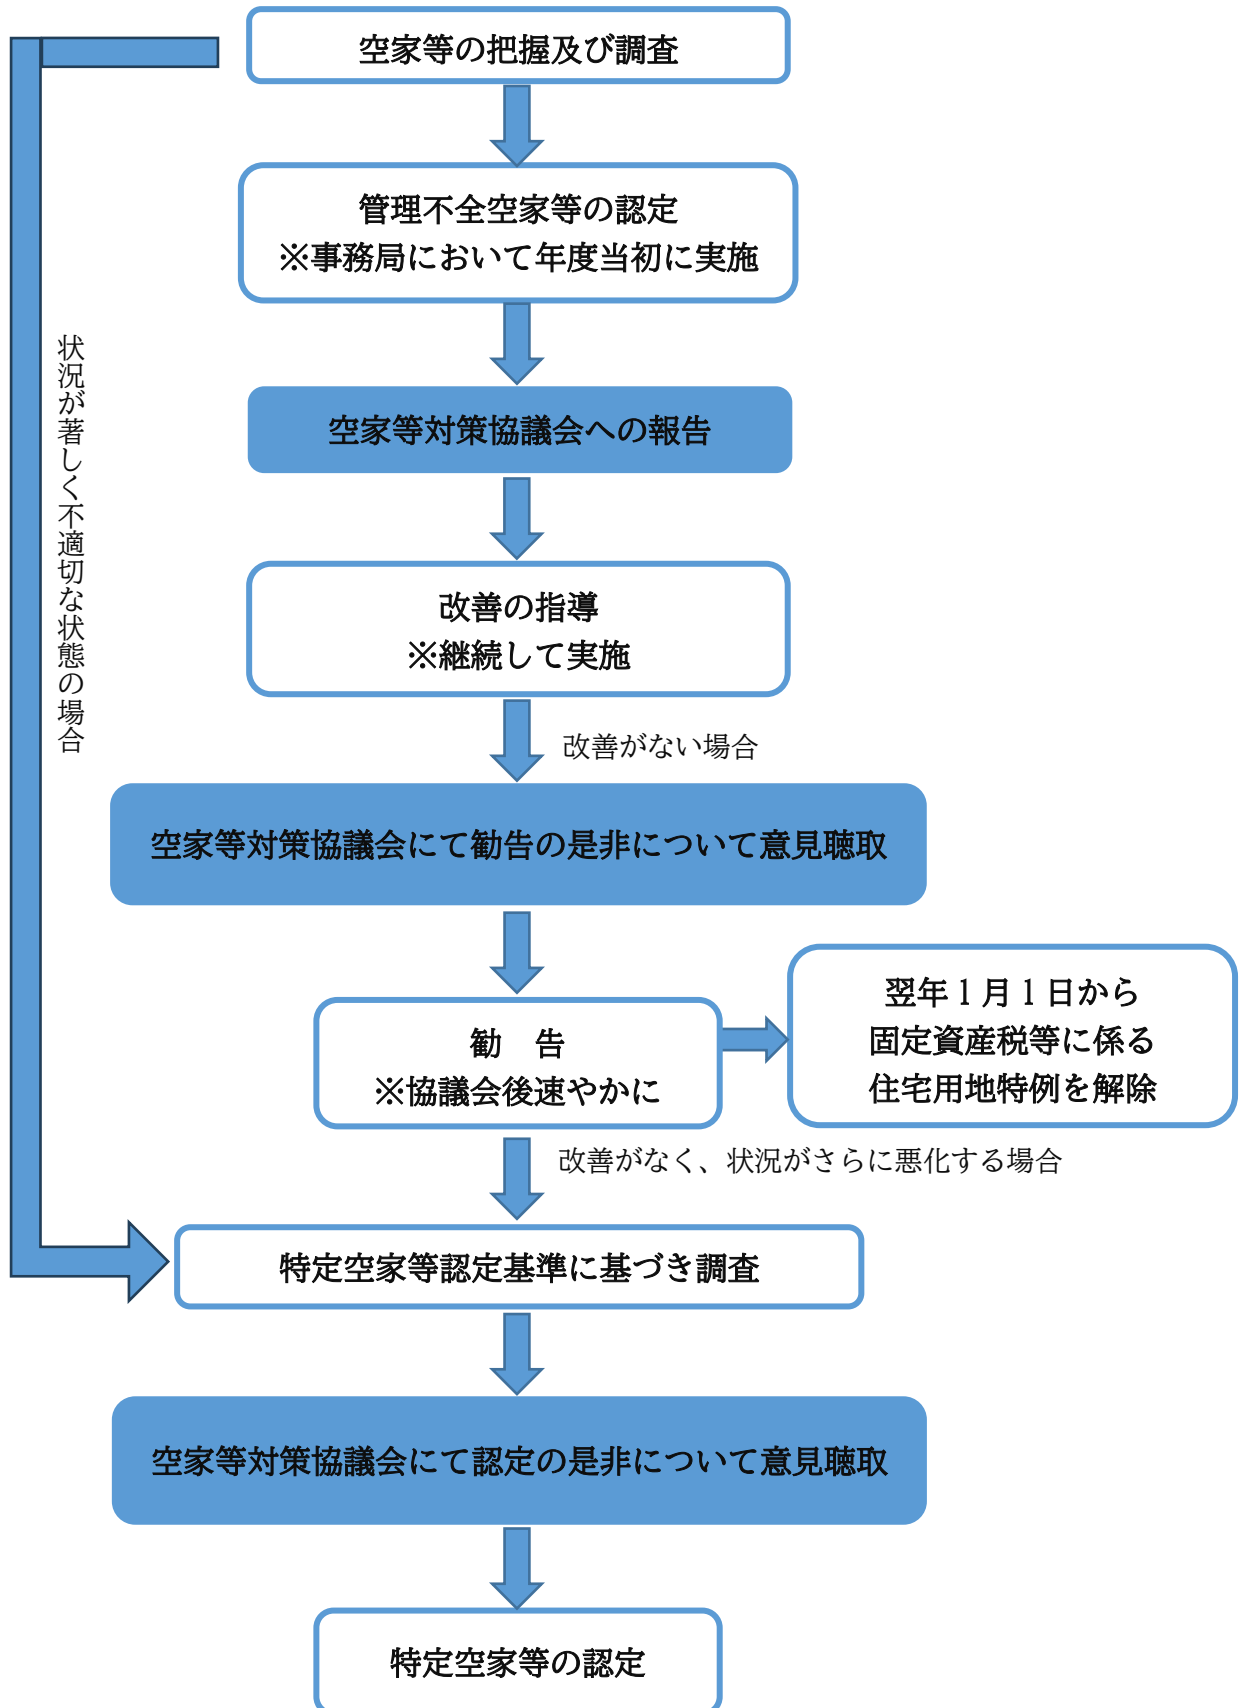 空家等の把握及び調査
管理不全空家等の認定
※事務局において年度当初に実施
空家等対策協議会への報告
状況が著しく不適切な状態の場合
改善の指導
※継続して実施
改善がない場合
空家等対策協議会にて勧告の是非について意見聴取
勧　告
※協議会後速やかに
翌年１月１日から
固定資産税等に係る
住宅用地特例を解除
改善がなく、状況がさらに悪化する場合
特定空家等認定基準に基づき調査
空家等対策協議会にて認定の是非について意見聴取
特定空家等の認定